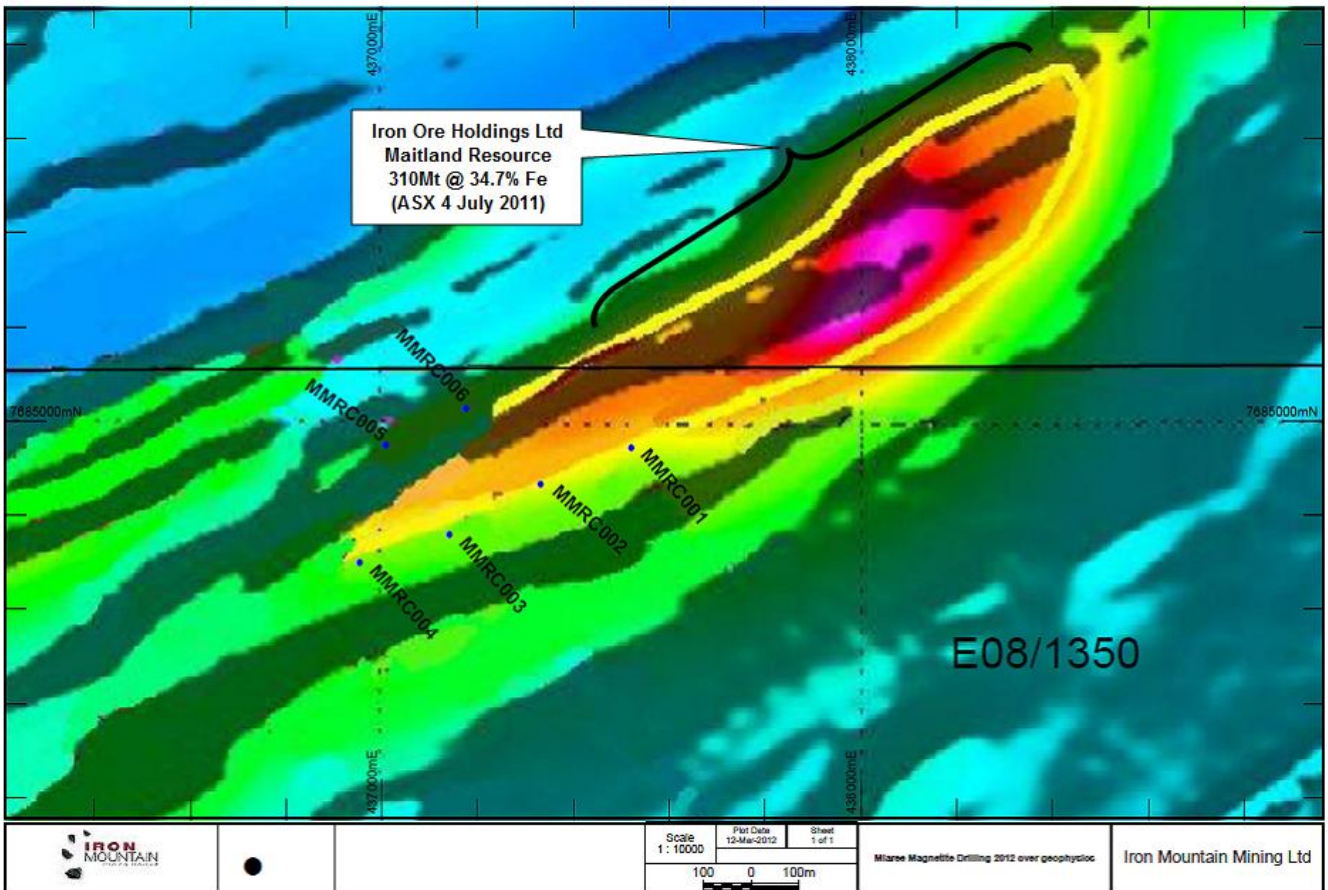 437000mE
438000mE
Iron Ore Holdings Ltd
Maitland Resource
310Mt @ 34.7% Fe
(ASX 4 July 2011)
MMRC006
MMRC005
7685000mN
7685000mN
MMRC001
MMRC002
MMRC003
MMRC004
E08/1350
437000mE
438000mE
IRON
MOUNTAIN
Scale
1 : 10000
Plot Date
12-Mar-2012
Sheet
1 of 1
100 0 100m
Miaree Magnetite Drilling 2012 over geophysics
Iron Mountain Mining Ltd